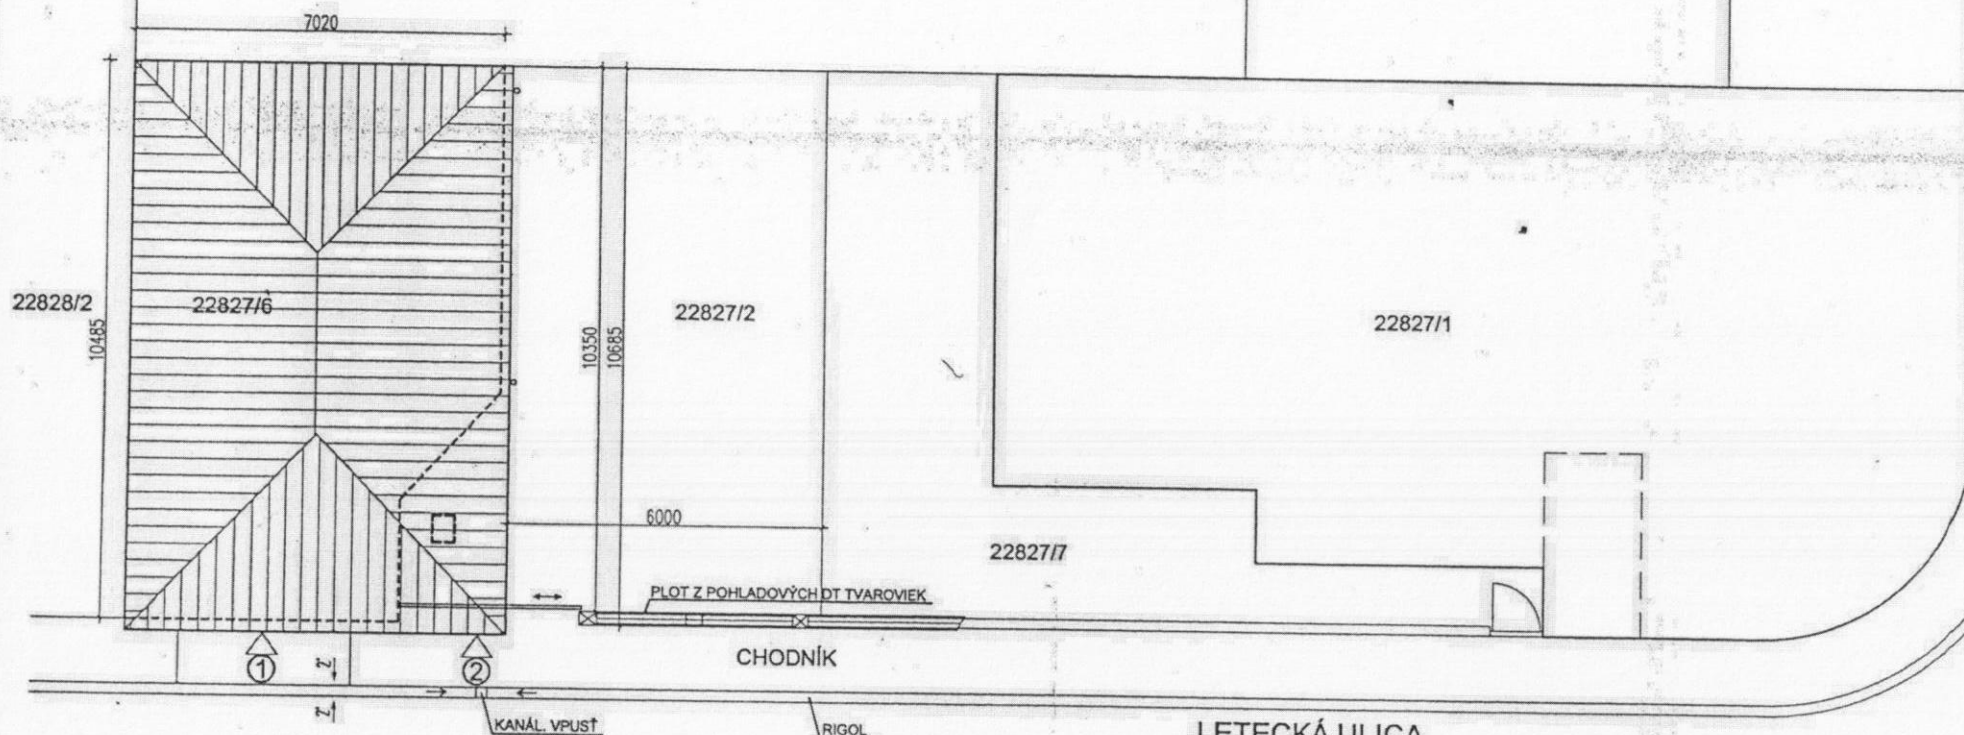 7020
22828/2
22827/6
22827/2
22827/1
10485
10350
10685
6000
22827/7
PLOT Z POHLADOVÝCH DT TVAROVIEK
CHODNÍK
1
2
KANÁL. VPUSŤ
RIGOL
LETECKÁ ULICA